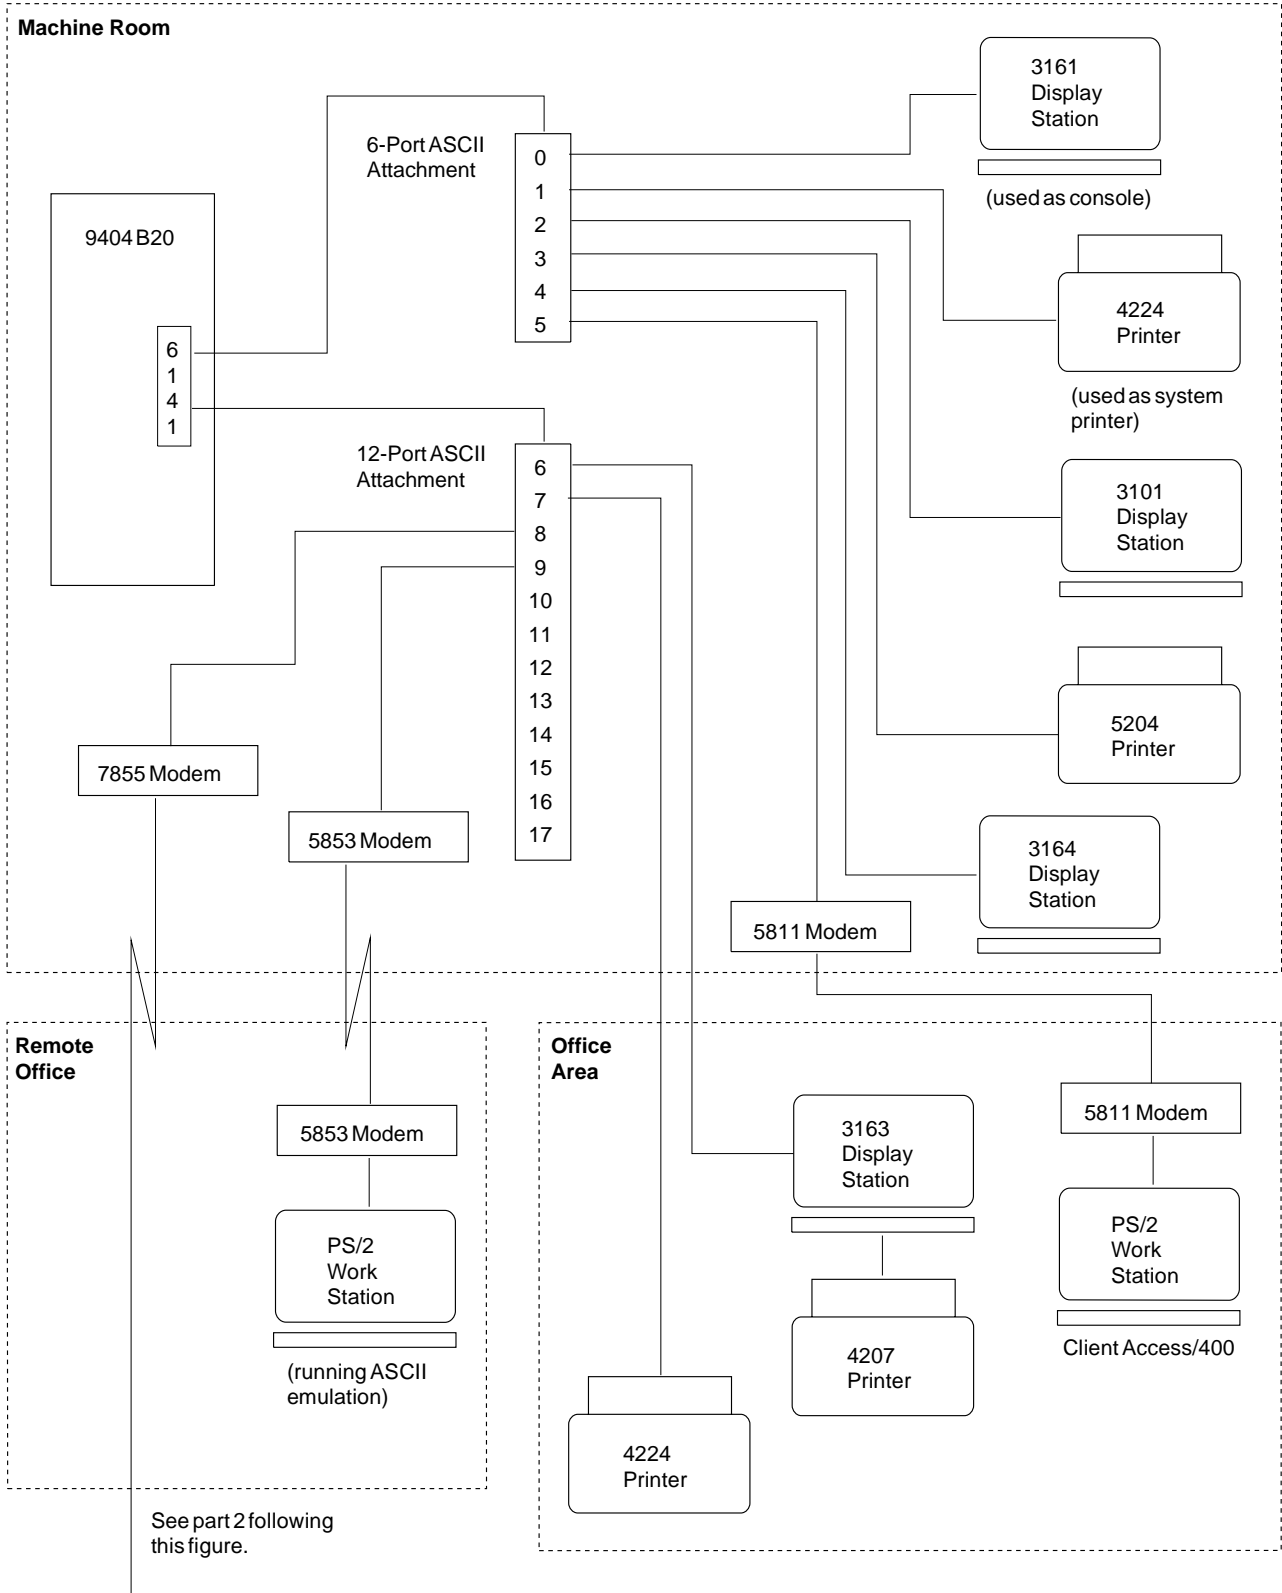 Machine Room
3161
Display
Station
(used as console)
6-Port ASCII
Attachment
0
1
2
3
4
5
9404 B20
6
1
4
1
4224
Printer
(used as system
printer)
12-Port ASCII
Attachment
6
7
8
9
10
11
12
13
14
15
16
17
3101
Display
Station
5204
Printer
7855 Modem
5853 Modem
3164
Display
Station
5811 Modem
Remote
Office
5853 Modem
PS/2
Work
Station
(running ASCII
emulation)
Office
Area
3163
Display
Station
4207
Printer
4224
Printer
5811 Modem
PS/2
Work
Station
Client Access/400
See part 2 following
this figure.